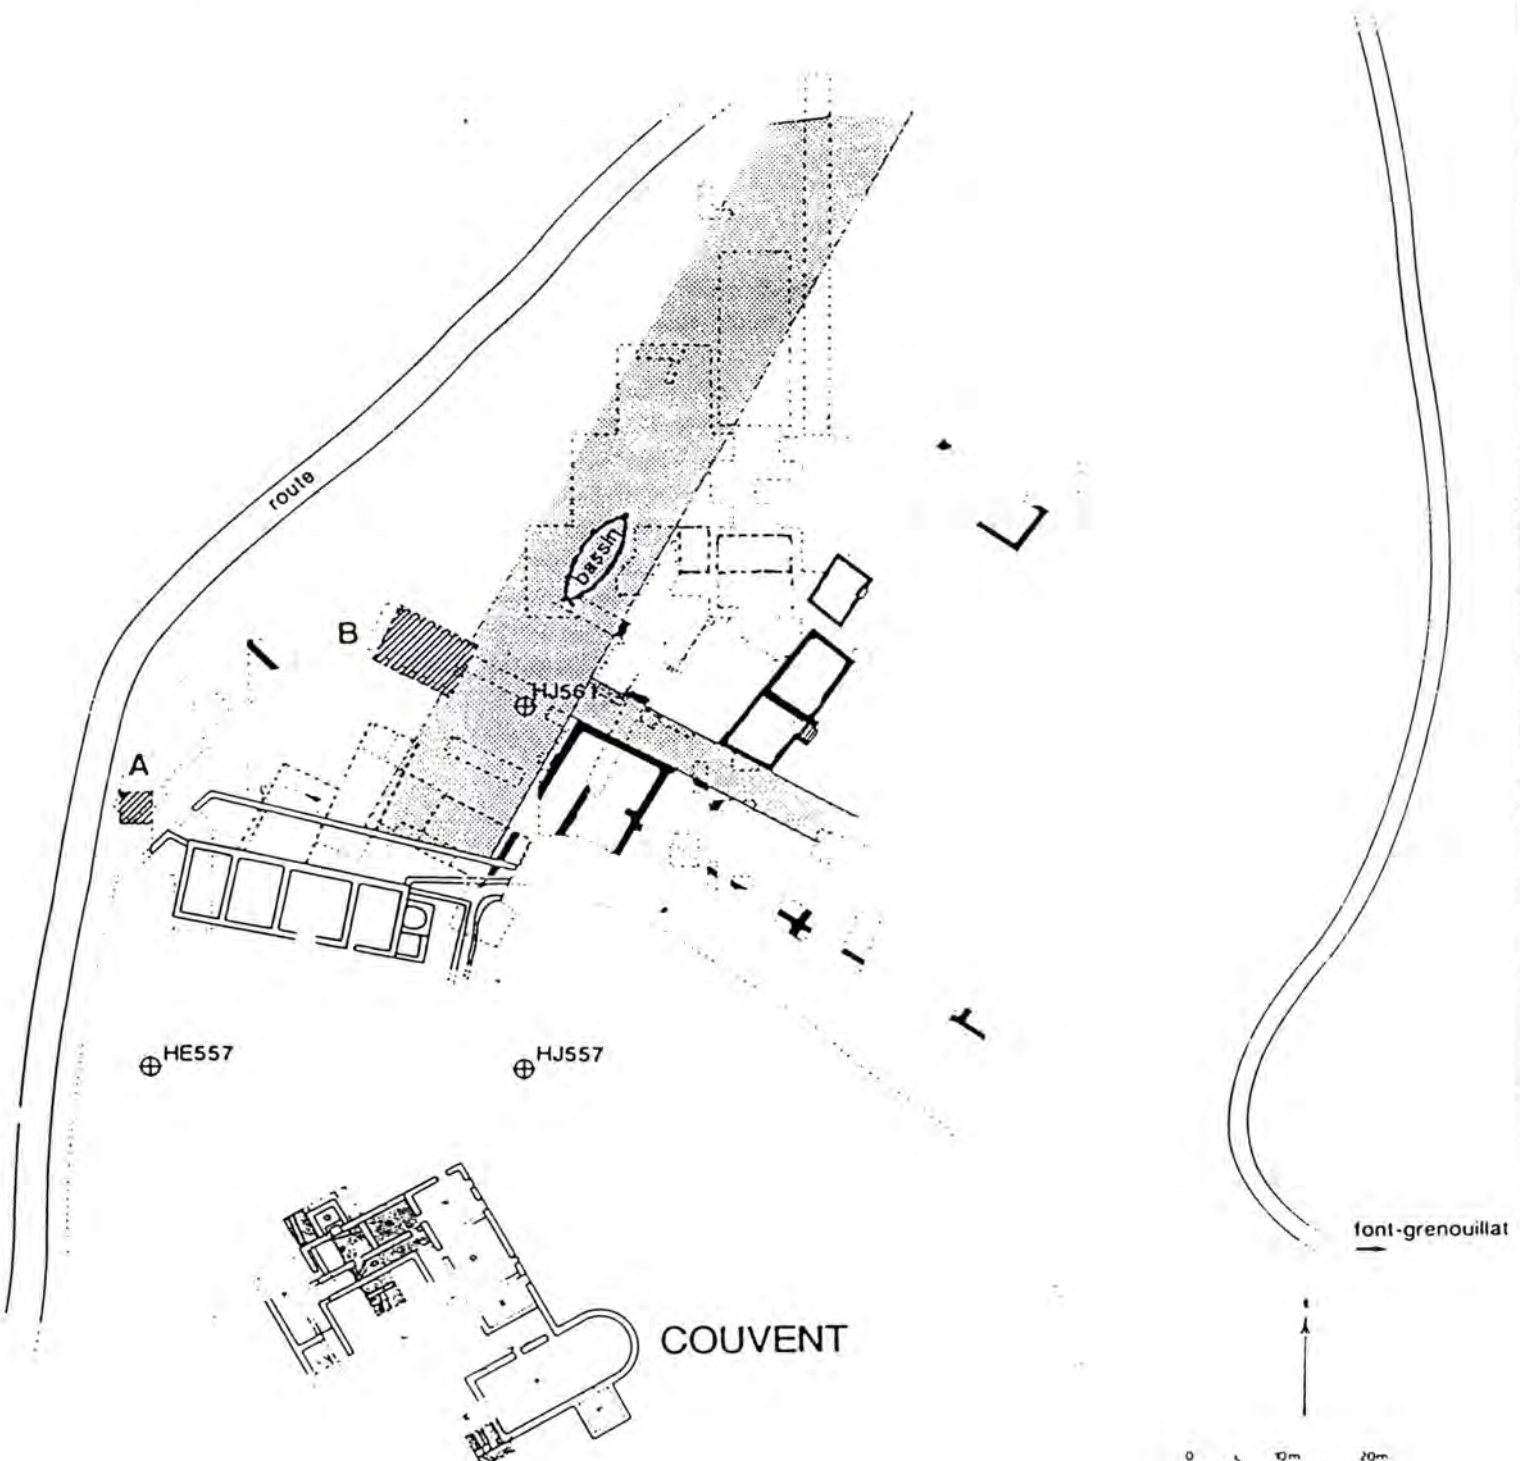 route
bassin
B
HJ561
A
HE557
HJ557
font-grenouillat
COUVENT
0 10m 20m